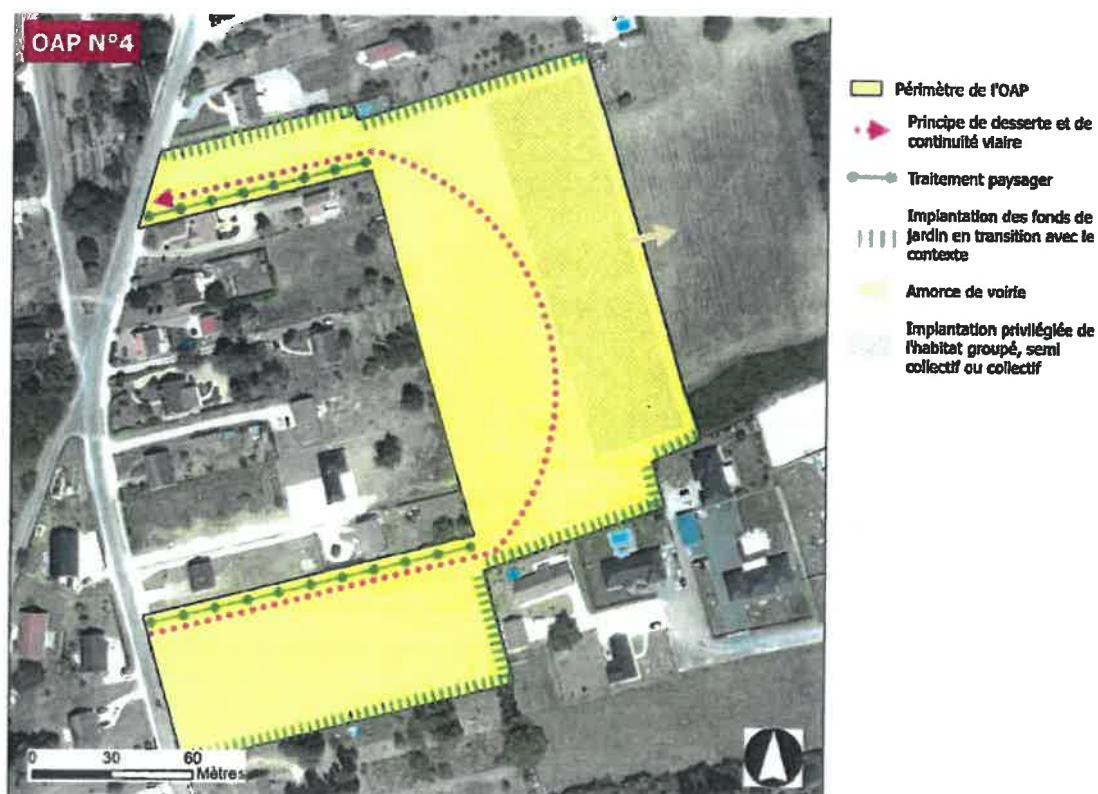 OAP N°4
Périmètre de l'OAP
Principe de desserte et de
continuité viaire
Traitement paysager
Implantation des fonds de
jardin en transition avec le
contexte
Amorce de voirie
Implantation privilégiée de
l'habitat groupé, semi
collectif ou collectif
0 30 60
Mètres